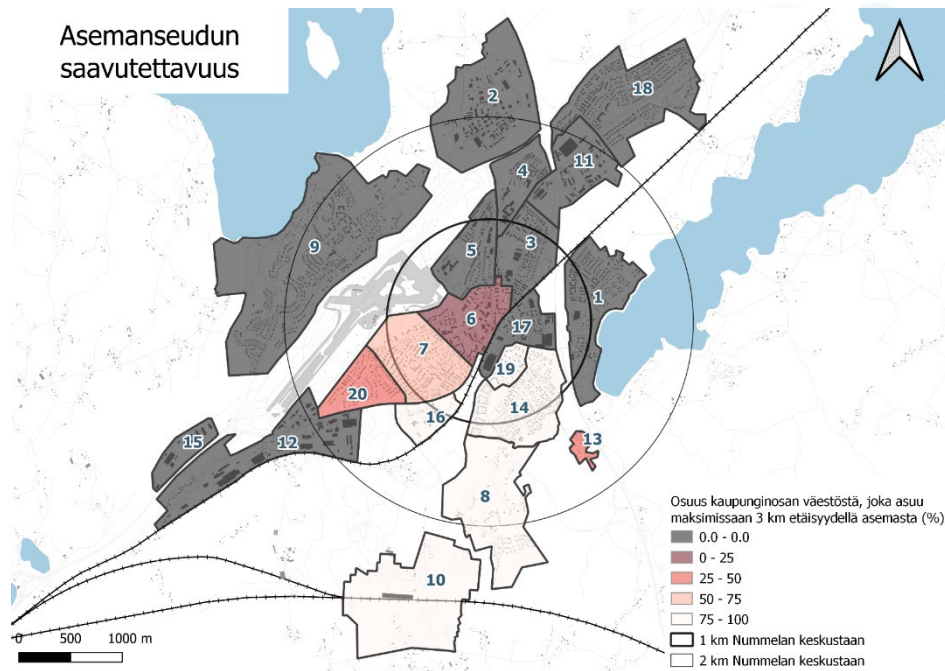 Asemanseudun
saavutettavuus
2
18
4
11
9
5
3
1
6
17
7
19
20
16
14
15
12
13
8
10
Osuus kaupunginosan väestöstä, joka asuu
maksimissaan 3 km etäisyydellä asemasta (%)
0.0 - 0.0
0 - 25
25 - 50
50 - 75
75 - 100
1 km Nummelan keskustaan
2 km Nummelan keskustaan
0 500 1000 m